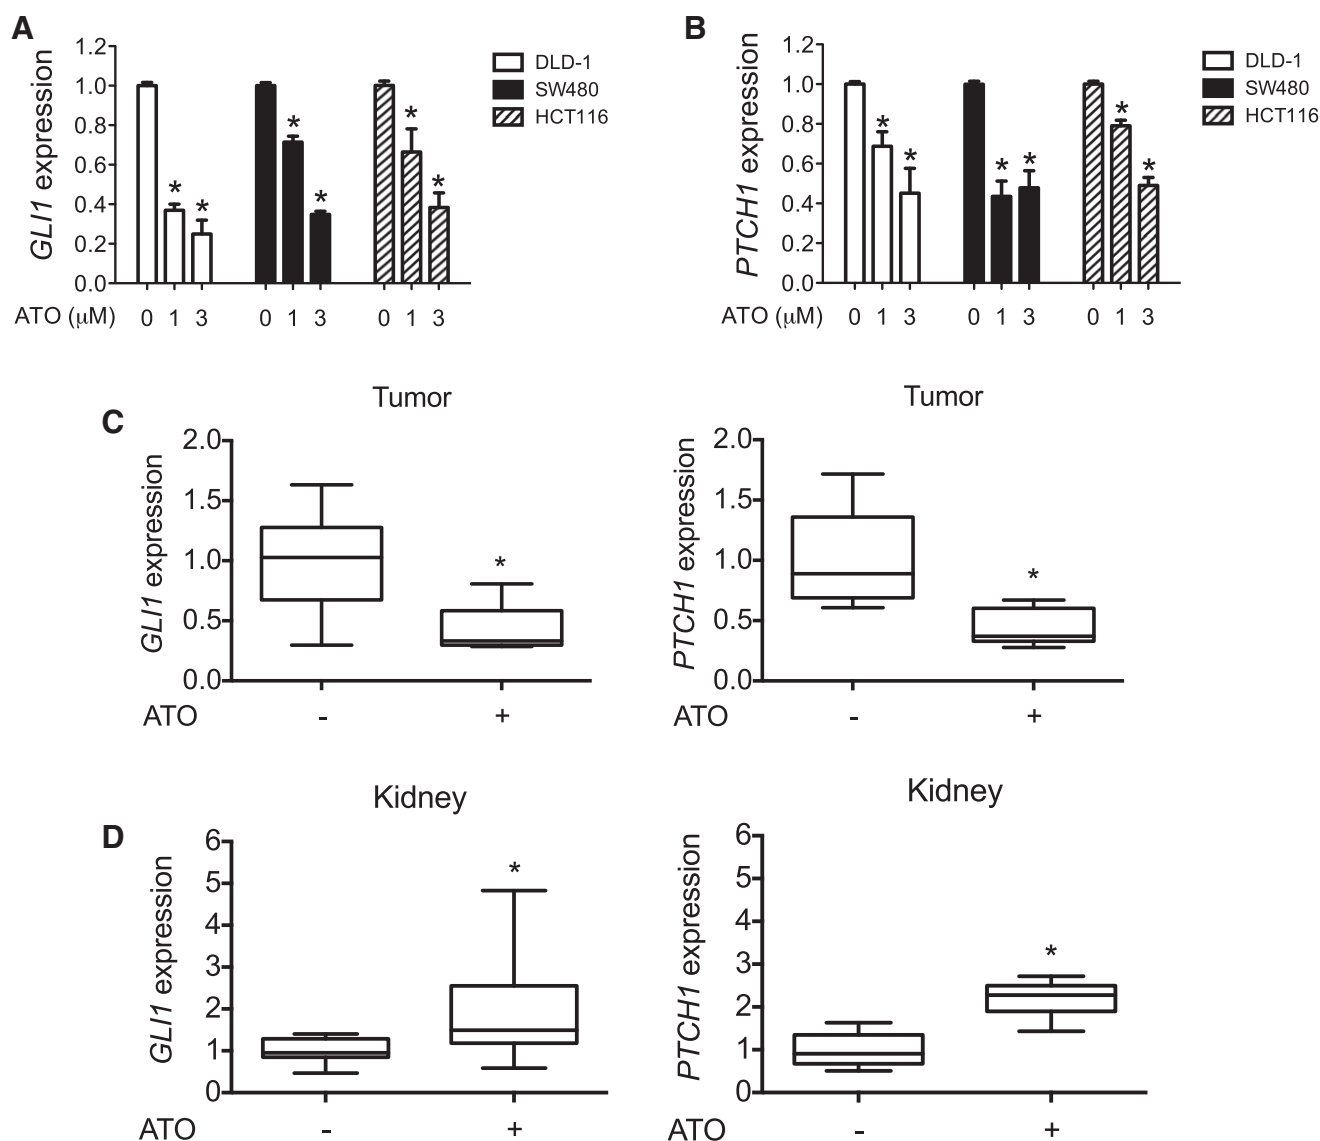 A
GLI1 expression
1.2
1.0
0.8
0.6
0.4
0.2
0.0
* * * * * *
ATO (μM) 0 1 3 0 1 3 0 1 3
DLD-1
SW480
HCT116
B
PTCH1 expression
1.2
1.0
0.8
0.6
0.4
0.2
0.0
* * * * * *
ATO (μM) 0 1 3 0 1 3 0 1 3
DLD-1
SW480
HCT116
C
Tumor
GLI1 expression
2.0
1.5
1.0
0.5
0.0
*
ATO - +
Tumor
PTCH1 expression
2.0
1.5
1.0
0.5
0.0
*
ATO - +
D
Kidney
GLI1 expression
6
5
4
3
2
1
0
*
ATO - +
Kidney
PTCH1 expression
6
5
4
3
2
1
0
*
ATO - +